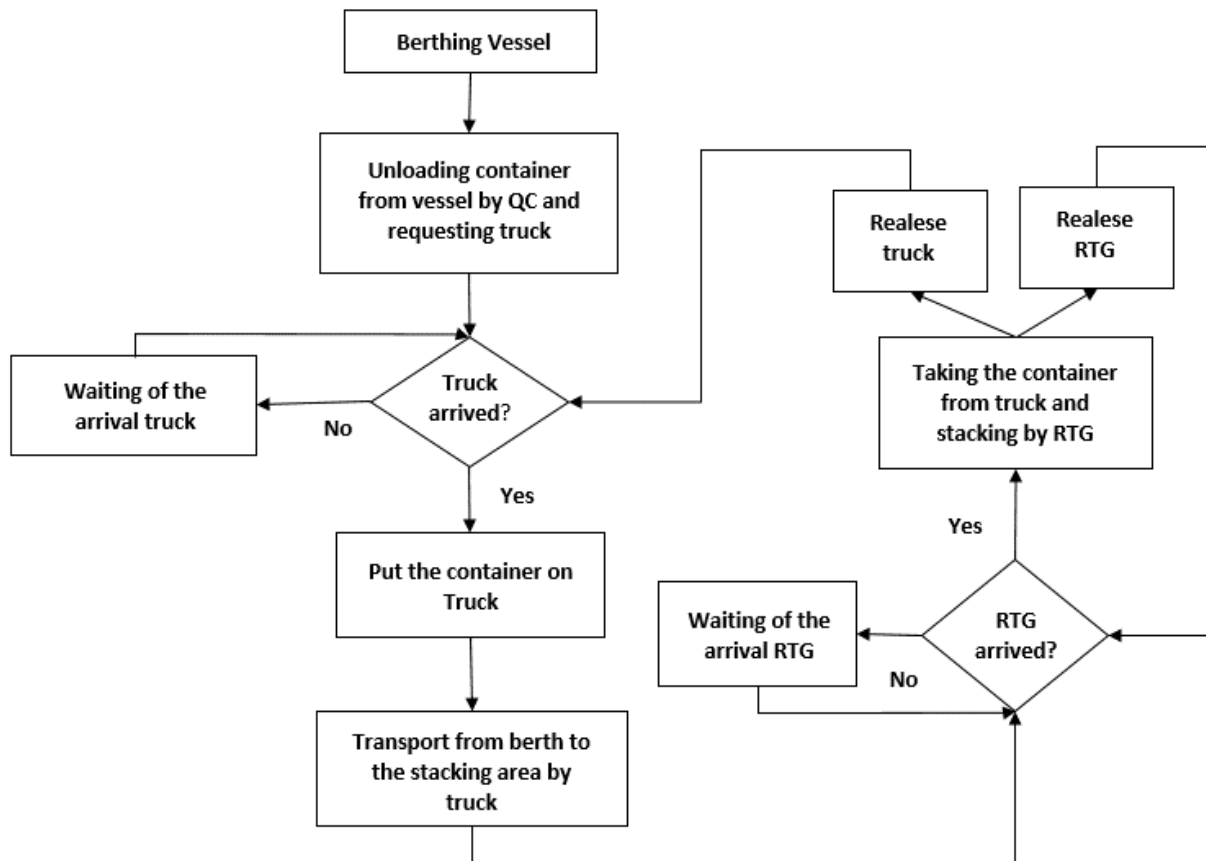 Berthing Vessel
Unloading container
from vessel by QC and
requesting truck
Waiting of the
arrival truck
Truck
arrived?
No
Yes
Put the container on
Truck
Transport from berth to
the stacking area by
truck
Realese
truck
Realese
RTG
Taking the container
from truck and
stacking by RTG
Yes
RTG
arrived?
No
Waiting of the
arrival RTG